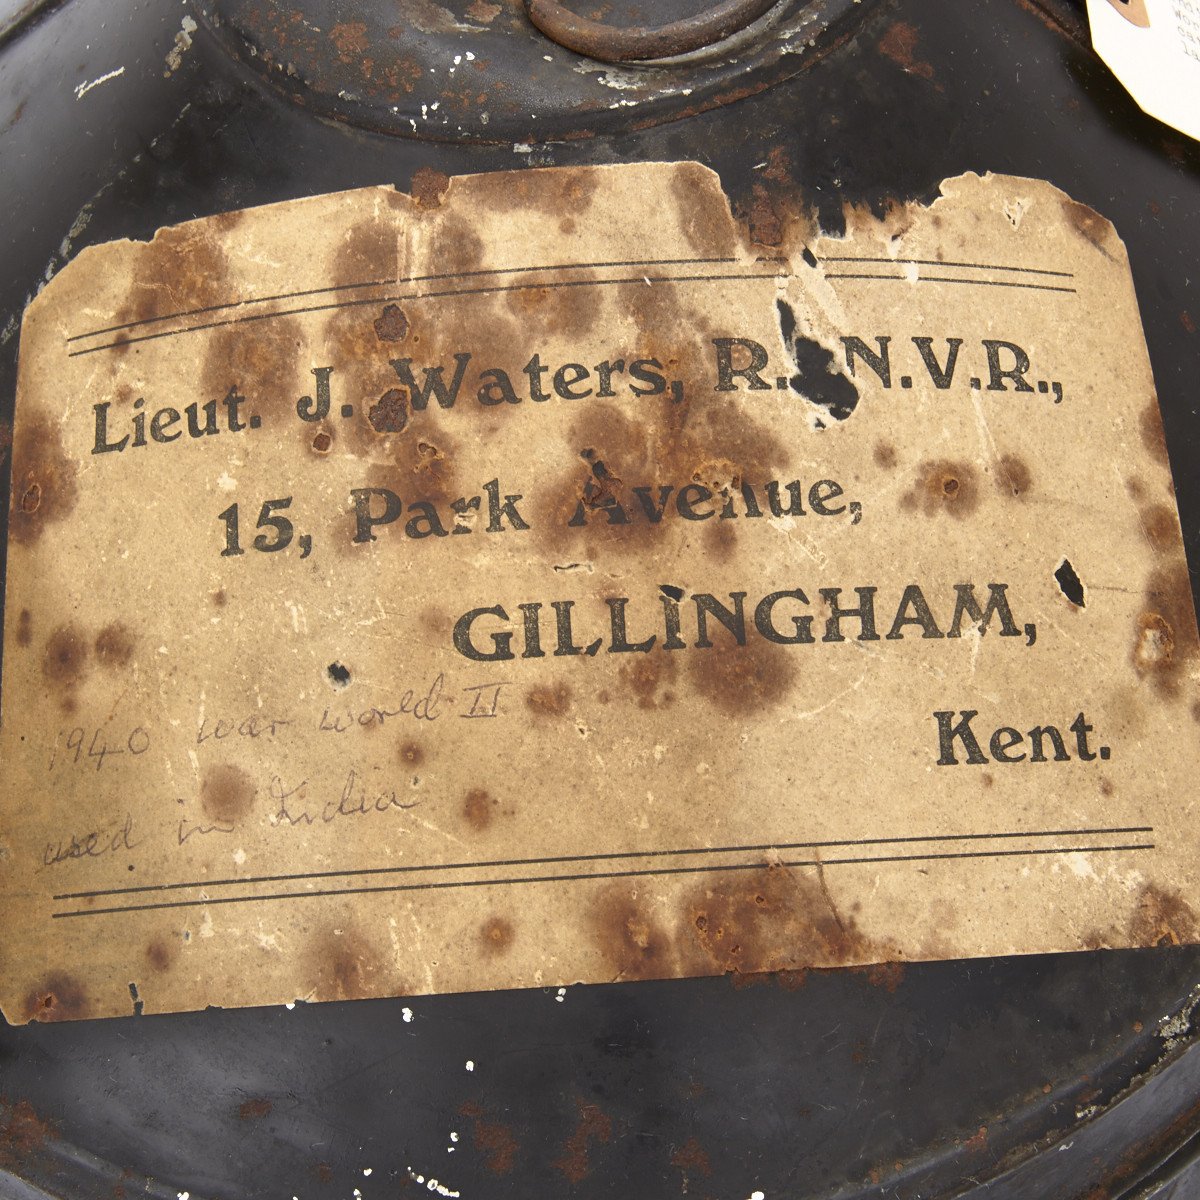 Lieut. J. Waters, R.N.V.R.,
15, Park Avenue,
GILLINGHAM,
Kent.
1940 war world II
used in India